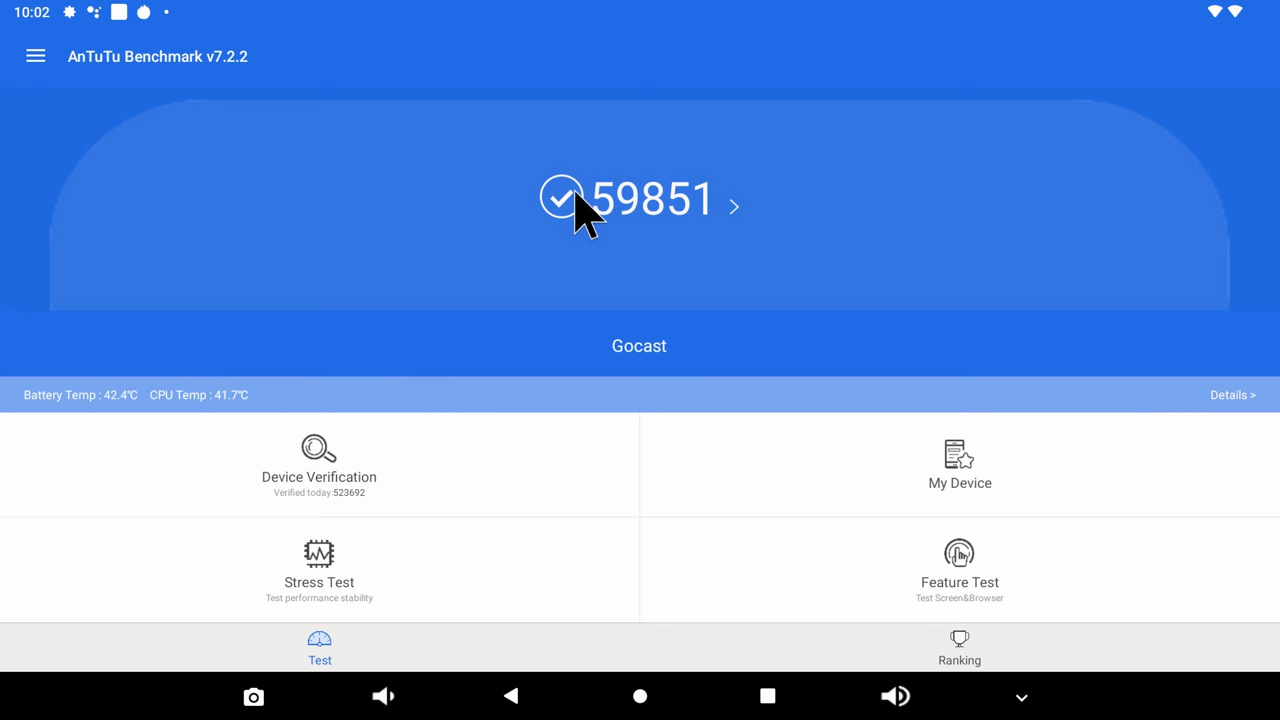 10:02
AnTuTu Benchmark v7.2.2
59851
Gocast
Battery Temp : 42.4℃ CPU Temp : 41.7℃ Details >
Device Verification
Verified today:523692
My Device
Stress Test
Test performance stability
Feature Test
Test Screen&Browser
Test
Ranking